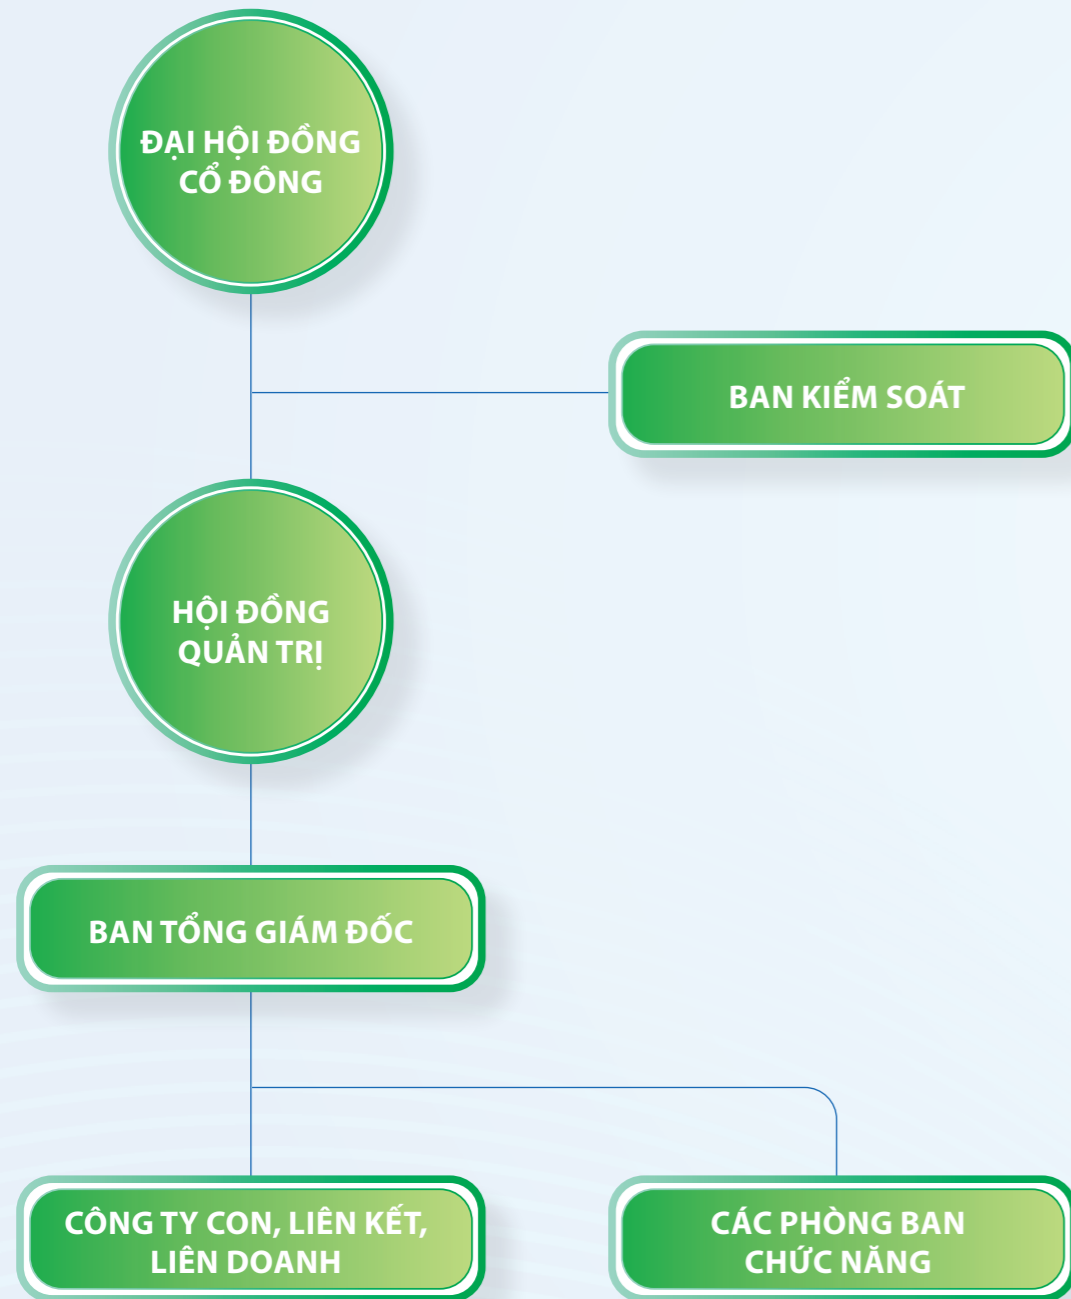 ĐẠI HỘI ĐỒNG
CỔ ĐÔNG
BAN KIỂM SOÁT
HỘI ĐỒNG
QUẢN TRỊ
BAN TỔNG GIÁM ĐỐC
CÔNG TY CON, LIÊN KẾT,
LIÊN DOANH
CÁC PHÒNG BAN
CHỨC NĂNG